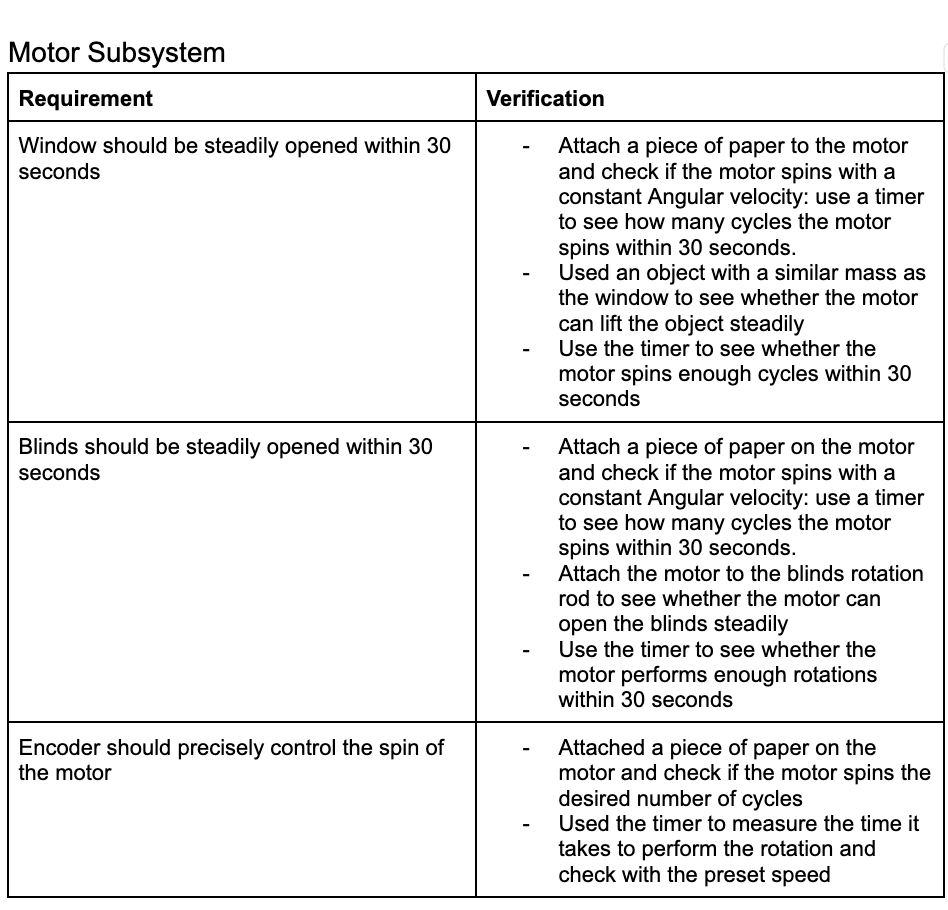 Motor Subsystem
Requirement
Verification
Window should be steadily opened within 30
seconds
- Attach a piece of paper to the motor
and check if the motor spins with a
constant Angular velocity: use a timer
to see how many cycles the motor
spins within 30 seconds.
- Used an object with a similar mass as
the window to see whether the motor
can lift the object steadily
- Use the timer to see whether the
motor spins enough cycles within 30
seconds
Blinds should be steadily opened within 30
seconds
- Attach a piece of paper on the motor
and check if the motor spins with a
constant Angular velocity: use a timer
to see how many cycles the motor
spins within 30 seconds.
- Attach the motor to the blinds rotation
rod to see whether the motor can
open the blinds steadily
- Use the timer to see whether the
motor performs enough rotations
within 30 seconds
Encoder should precisely control the spin of
the motor
- Attached a piece of paper on the
motor and check if the motor spins the
desired number of cycles
- Used the timer to measure the time it
takes to perform the rotation and
check with the preset speed